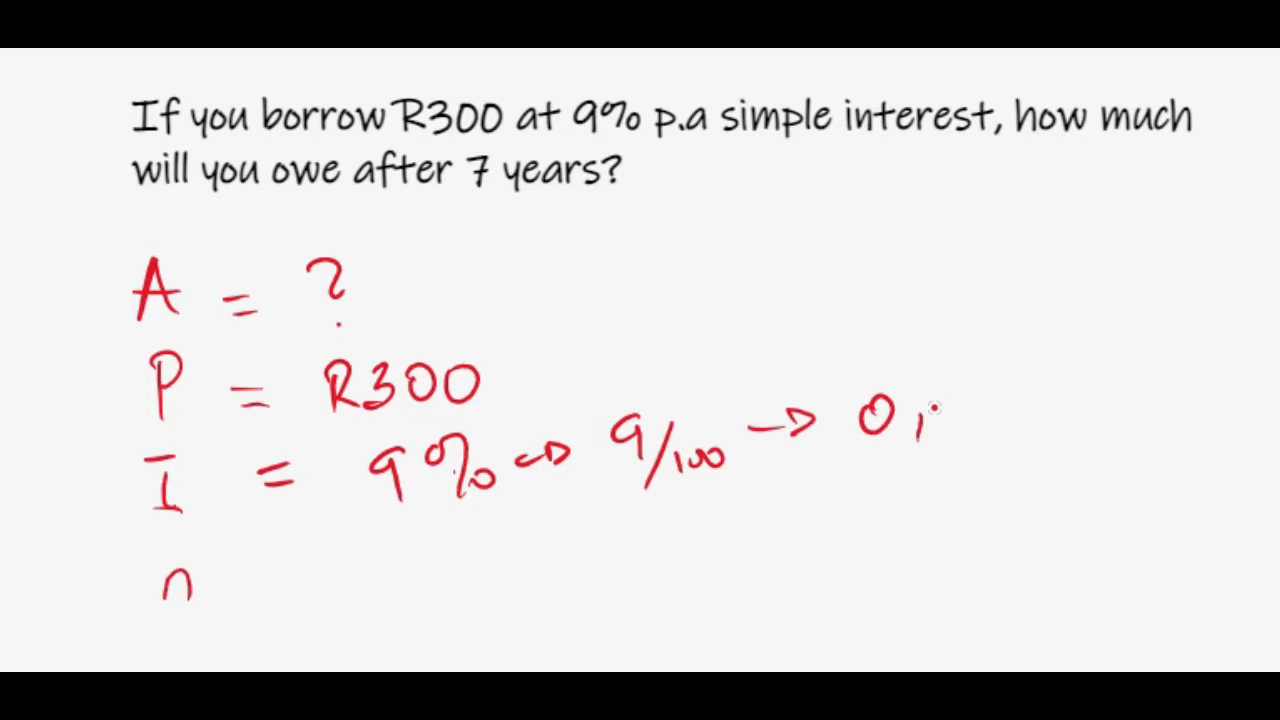 If you borrow R300 at 9% p.a simple interest, how much
will you owe after 7 years?
A = ?
P = R300
I = 9% → 9/100 → 0,
n